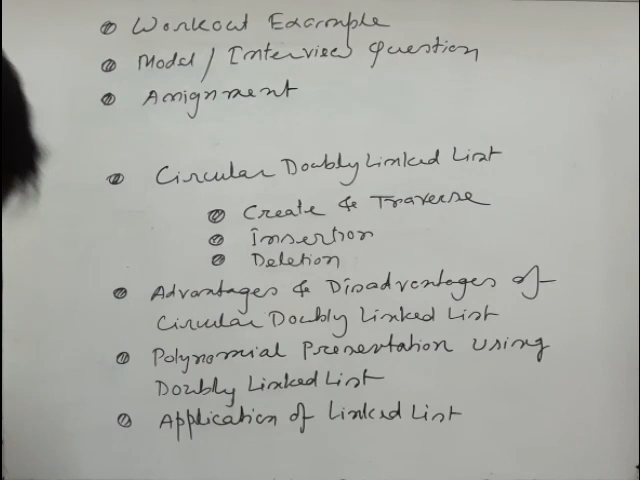 Workout Example
Model / Interview Question
Assignment
Circular Doubly Linked List
Create & Traverse
Insertion
Deletion
Advantages & Disadvantages of
Circular Doubly Linked List
Polynomial Presentation using
Doubly Linked List
Application of Linked List